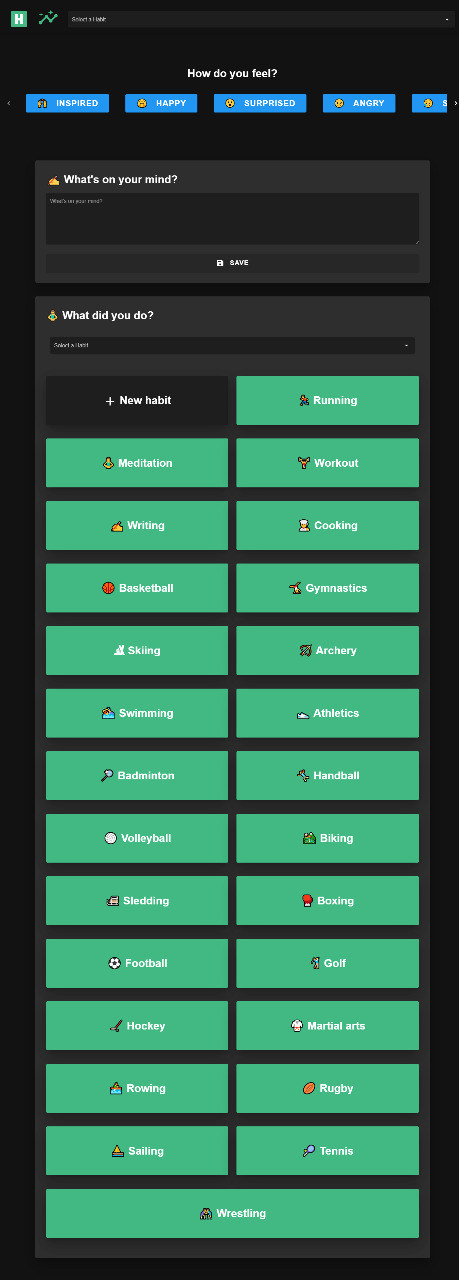 H
Select a Habit
How do you feel?
INSPIRED HAPPY SURPRISED ANGRY
What's on your mind?
What's on your mind?
SAVE
What did you do?
Select a Habit
+ New habit
Running
Meditation
Workout
Writing
Cooking
Basketball
Gymnastics
Skiing
Archery
Swimming
Athletics
Badminton
Handball
Volleyball
Biking
Sledding
Boxing
Football
Golf
Hockey
Martial arts
Rowing
Rugby
Sailing
Tennis
Wrestling